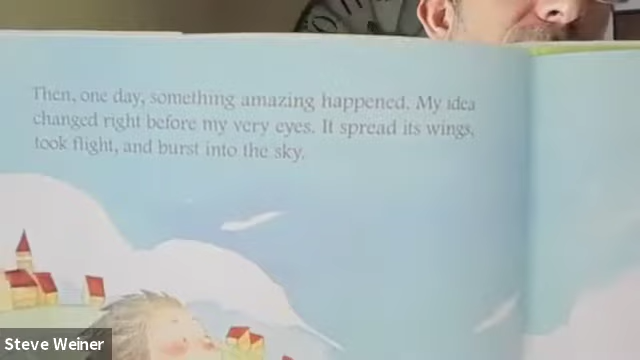 Then, one day, something amazing happened. My idea
changed right before my very eyes. It spread its wings,
took flight, and burst into the sky.
Steve Weiner